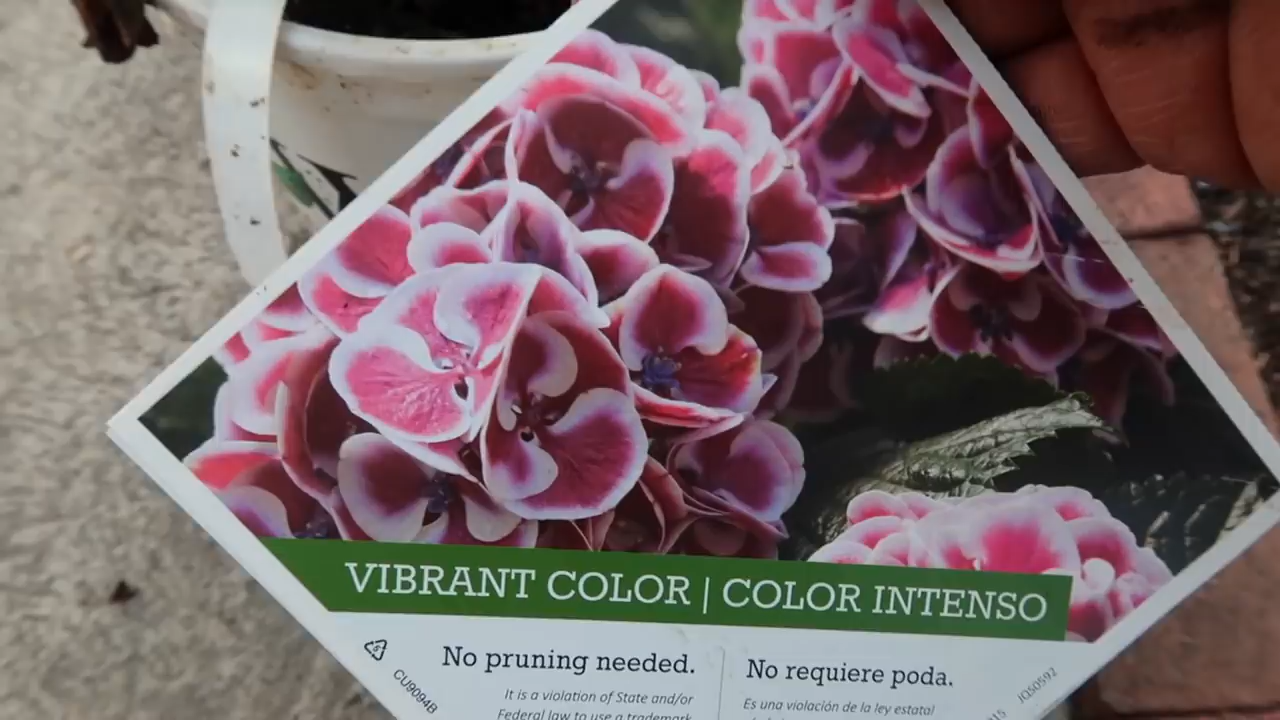 VIBRANT COLOR | COLOR INTENSO
No pruning needed.
It is a violation of State and/or
Federal law to use a trademark
No requiere poda.
Es una violación de la ley estatal
CU9094B
JQS0592